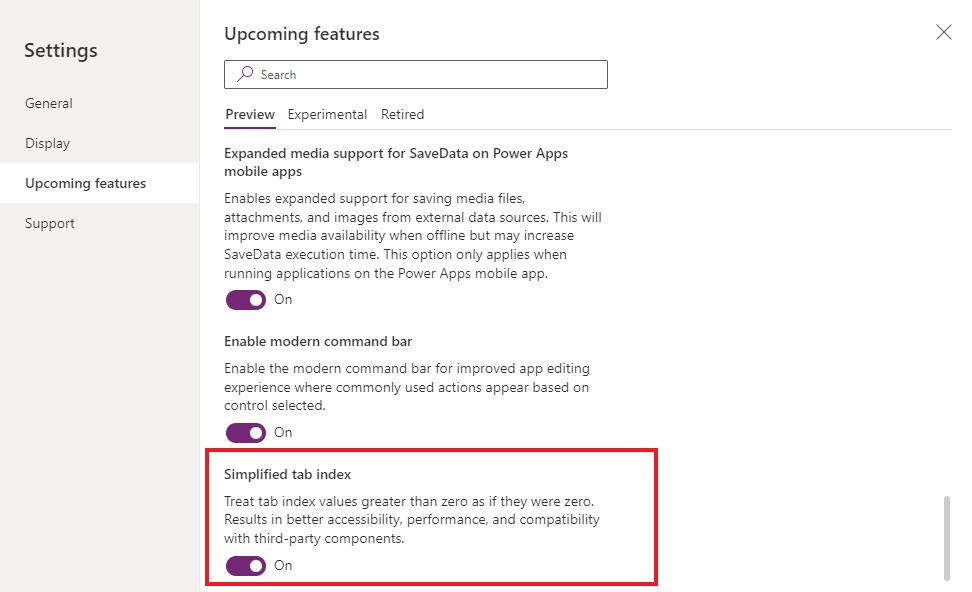 Settings
General
Display
Upcoming features
Support
Upcoming features
Search
Preview Experimental Retired
Expanded media support for SaveData on Power Apps
mobile apps
Enables expanded support for saving media files,
attachments, and images from external data sources. This will
improve media availability when offline but may increase
SaveData execution time. This option only applies when
running applications on the Power Apps mobile app.
On
Enable modern command bar
Enable the modern command bar for improved app editing
experience where commonly used actions appear based on
control selected.
On
Simplified tab index
Treat tab index values greater than zero as if they were zero.
Results in better accessibility, performance, and compatibility
with third-party components.
On